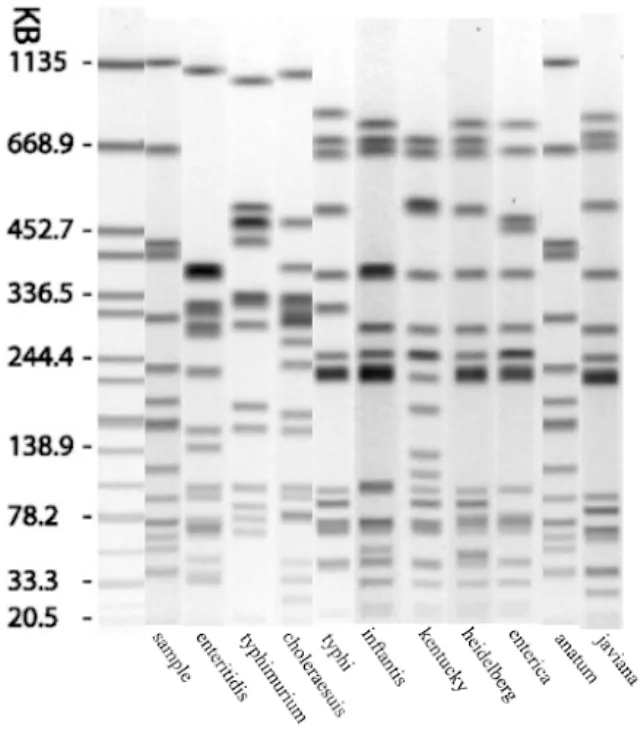 KB
1135 -
668.9 -
452.7 -
336.5 -
244.4 -
138.9 -
78.2 -
33.3 -
20.5 -
sample
enteritidis
typhimurium
choleraesuis
typhi
inftantis
kentucky
heidelberg
enterica
anatum
javiana